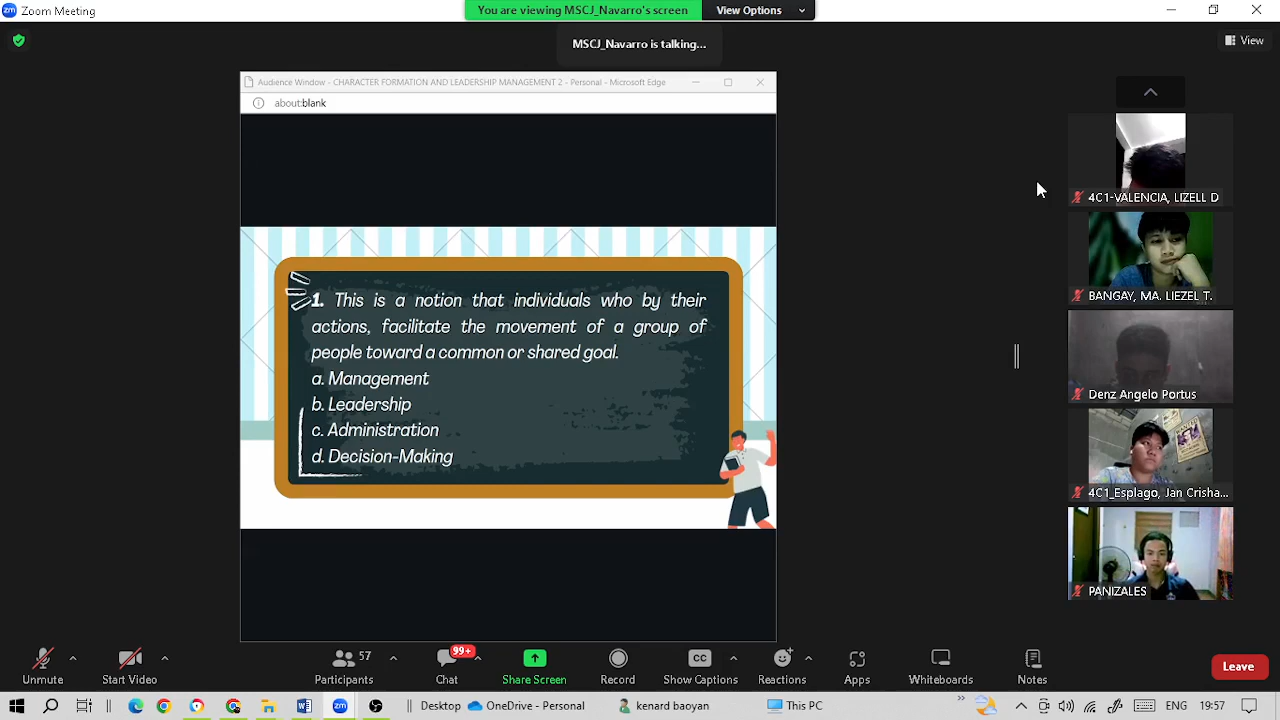 Zoom Meeting
You are viewing MSCJ_Navarro's screen
View Options
MSCJ_Navarro is talking...
View
Audience Window - CHARACTER FORMATION AND LEADERSHIP MANAGEMENT 2 - Personal - Microsoft Edge
about:blank
1. This is a notion that individuals who by their
actions, facilitate the movement of a group of
people toward a common or shared goal.
a. Management
b. Leadership
c. Administration
d. Decision-Making
4C1-VALENCIA, LIZELL D
BANGAY, MA. LIEZEL T.
Denz Angelo Portus
4C1_Esplago, Jan Crisha...
PANIZALES
Unmute
Start Video
57
Participants
99+
Chat
Share Screen
Record
CC
Show Captions
Reactions
Apps
Whiteboards
Notes
Leave
Desktop
OneDrive - Personal
kenard baoyan
This PC
ENG
19:57